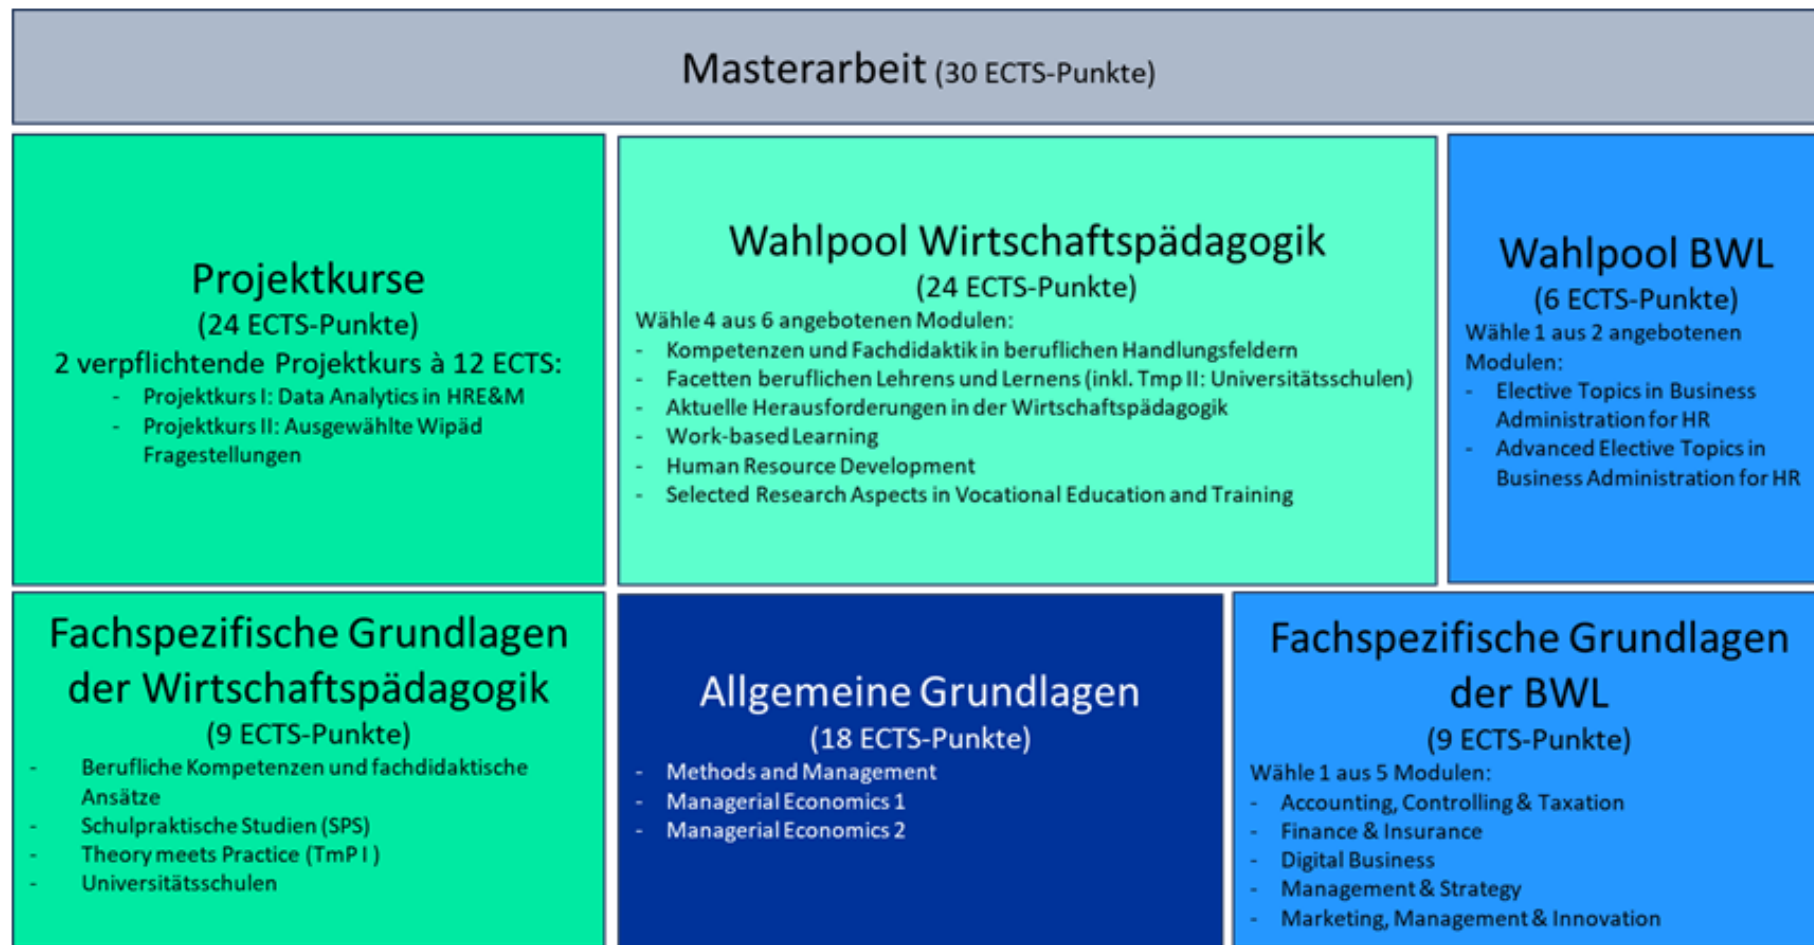 Masterarbeit (30 ECTS-Punkte)
Projektkurse
(24 ECTS-Punkte)
2 verpflichtende Projektkurs à 12 ECTS:
- Projektkurs I: Data Analytics in HRE&M
- Projektkurs II: Ausgewählte Wipäd
Fragestellungen
Wahlpool Wirtschaftspädagogik
(24 ECTS-Punkte)
Wähle 4 aus 6 angebotenen Modulen:
- Kompetenzen und Fachdidaktik in beruflichen Handlungsfeldern
- Facetten beruflichen Lehrens und Lernens (inkl. Tmp II: Universitätsschulen)
- Aktuelle Herausforderungen in der Wirtschaftspädagogik
- Work-based Learning
- Human Resource Development
- Selected Research Aspects in Vocational Education and Training
Wahlpool BWL
(6 ECTS-Punkte)
Wähle 1 aus 2 angebotenen
Modulen:
- Elective Topics in Business
Administration for HR
- Advanced Elective Topics in
Business Administration for HR
Fachspezifische Grundlagen
der Wirtschaftspädagogik
(9 ECTS-Punkte)
- Berufliche Kompetenzen und fachdidaktische
Ansätze
- Schulpraktische Studien (SPS)
- Theory meets Practice (TmP I )
- Universitätsschulen
Allgemeine Grundlagen
(18 ECTS-Punkte)
- Methods and Management
- Managerial Economics 1
- Managerial Economics 2
Fachspezifische Grundlagen
der BWL
(9 ECTS-Punkte)
Wähle 1 aus 5 Modulen:
- Accounting, Controlling & Taxation
- Finance & Insurance
- Digital Business
- Management & Strategy
- Marketing, Management & Innovation